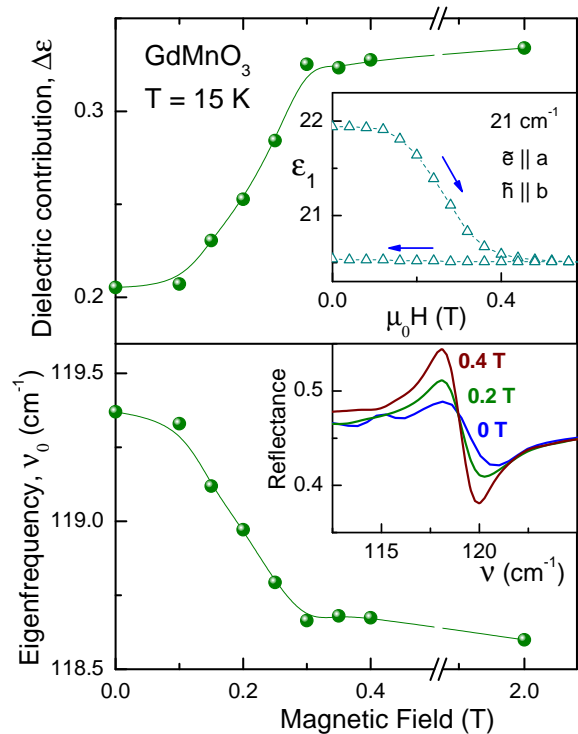 Dielectric contribution, Δε
0.3
0.2
GdMnO₃
T = 15 K
ε₁
22
21
21 cm⁻¹
ẽ || a
h̃ || b
0.0
0.4
μ₀H (T)
Eigenfrequency, ν₀ (cm⁻¹)
119.5
119.0
118.5
Reflectance
0.5
0.4
0.4 T
0.2 T
0 T
115
120
ν (cm⁻¹)
0.0
0.2
0.4
2.0
Magnetic Field (T)